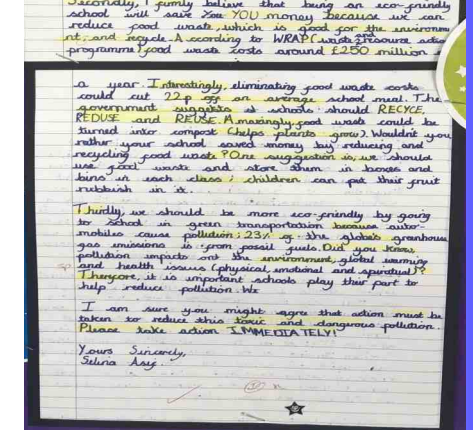 Secondly, I firmly believe that being an eco-friendly
school will save You YOU money because we can
reduce food waste, which is good for the environme
nt, and recycle. According to WRAP (waste and resource action
programme) food waste costs around £250 million
a year. Interestingly, eliminating food waste costs
could cut 22p off an average school meal. The
government suggests at schools should RECYCE,
REDUSE and REUSE. Amazingly, food waste could be
turned into compost (helps plants grow). Wouldn't you
rather your school saved money by reducing and
recycling food waste? One suggestion is, we should
use food waste and store them in boxes and
bins in each class; children can put their fruit
rubbish in it.
Thirdly, we should be more eco-friendly by going
to school in green transportation because auto-
mobiles cause pollution: 23% of the globe's greenhouse
gas emissions is from fossil fuels. Did you know,
pollution impacts ont the environment, global warming
and health issues (physical, emotional and spiratual)?
Therefore, it is important schools play their part to
help reduce pollution. We
I am sure you might agre that action must be
taken to reduce this toxic and dangerous pollution.
Please take action IMMEDIATELY!
Yours Sincerely,
Selina